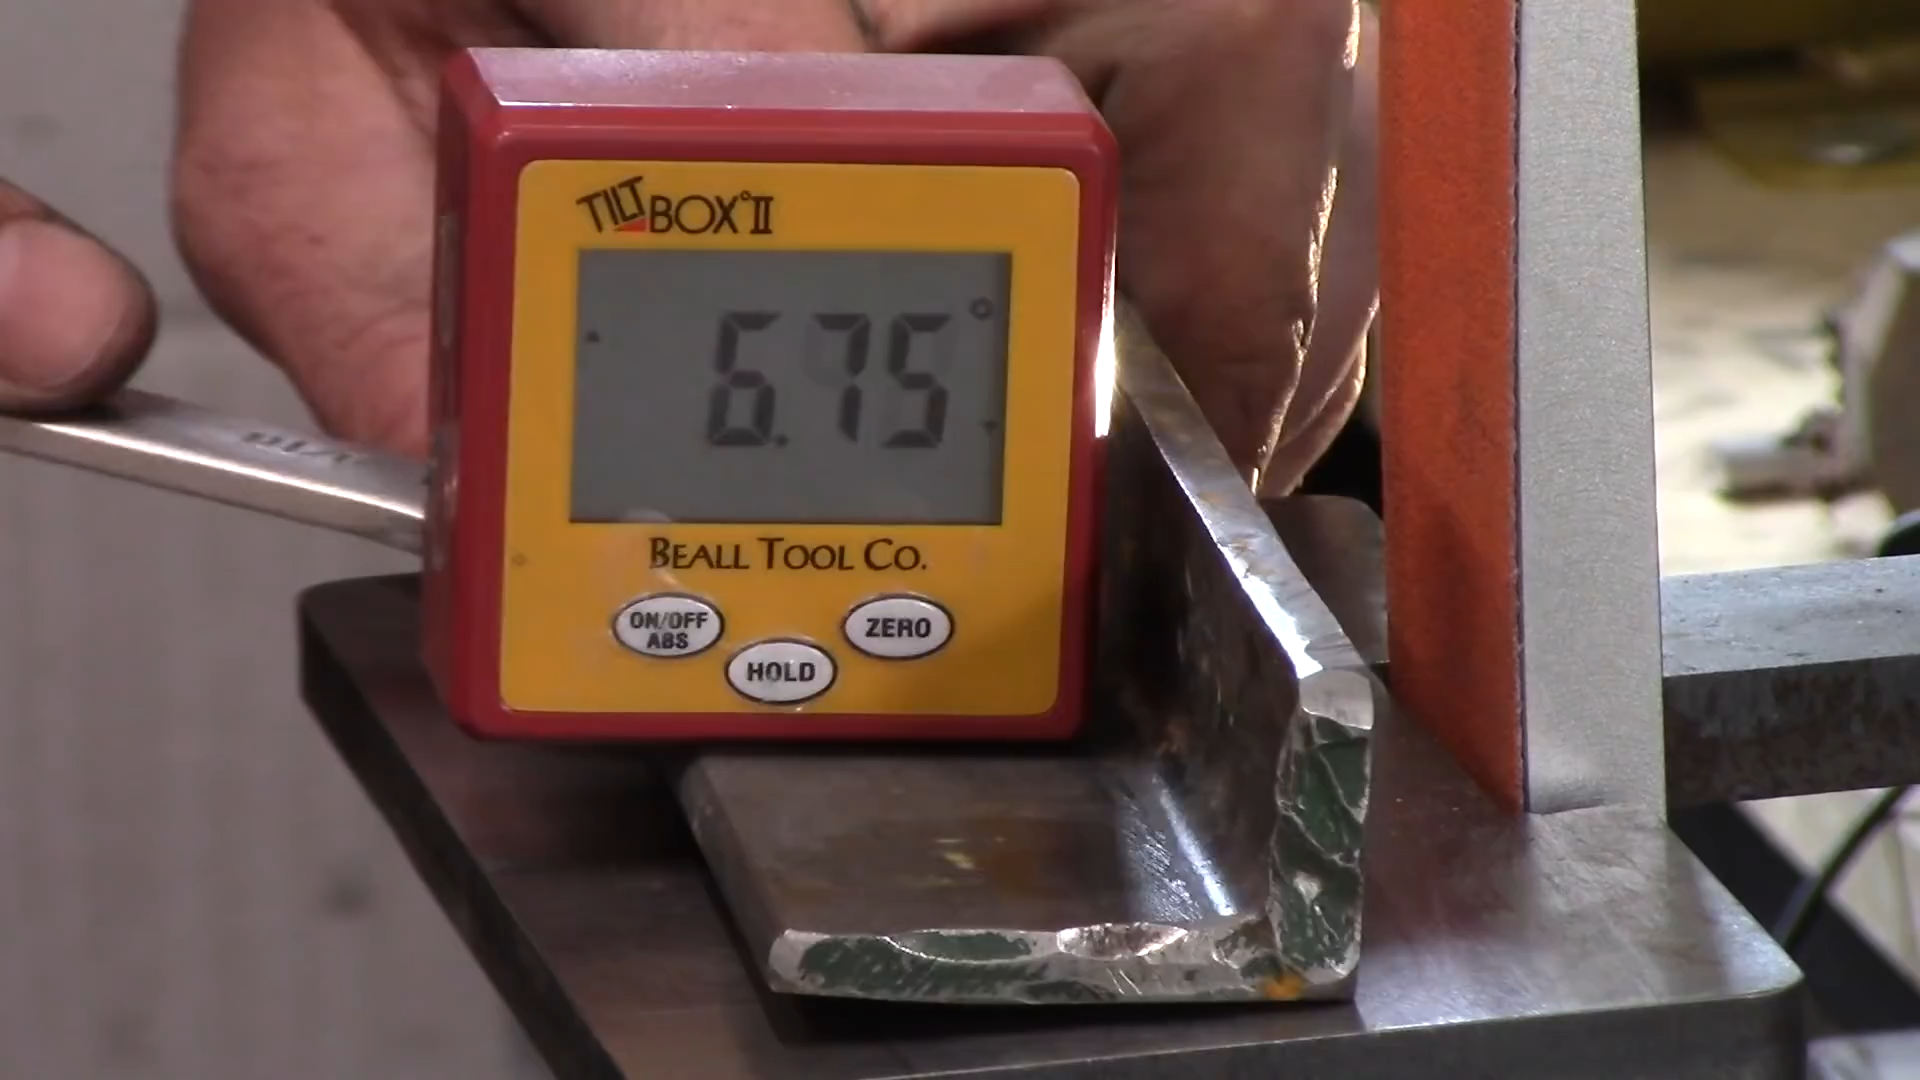 TILT BOX II
6.75°
BEALL TOOL CO.
ON/OFF
ABS
ZERO
HOLD